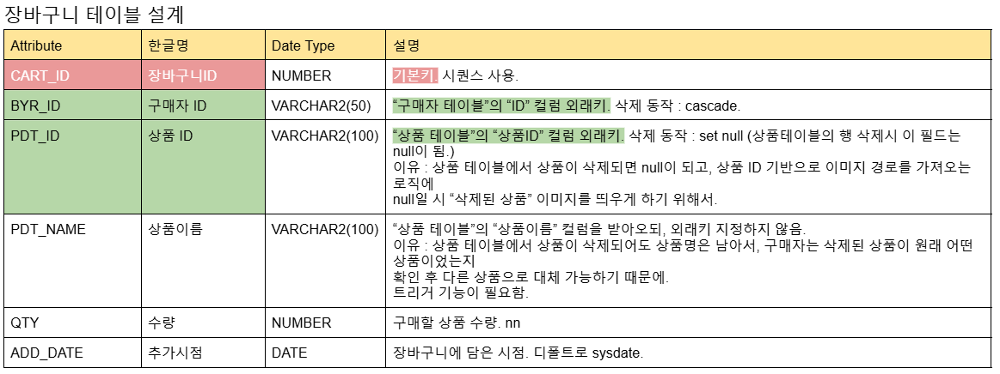 장바구니 테이블 설계
Attribute 한글명 Date Type 설명
CART_ID 장바구니ID NUMBER 기본키. 시퀀스 사용.
BYR_ID 구매자 ID VARCHAR2(50) “구매자 테이블”의 “ID” 컬럼 외래키. 삭제 동작 : cascade.
PDT_ID 상품 ID VARCHAR2(100) “상품 테이블”의 “상품ID” 컬럼 외래키. 삭제 동작 : set null (상품테이블의 행 삭제시 이 필드는
null이 됨.)
이유 : 상품 테이블에서 상품이 삭제되면 null이 되고, 상품 ID 기반으로 이미지 경로를 가져오는
로직에
null일 시 “삭제된 상품” 이미지를 띄우게 하기 위해서.
PDT_NAME 상품이름 VARCHAR2(100) “상품 테이블”의 “상품이름” 컬럼을 받아오되, 외래키 지정하지 않음.
이유 : 상품 테이블에서 상품이 삭제되어도 상품명은 남아서, 구매자는 삭제된 상품이 원래 어떤
상품이었는지
확인 후 다른 상품으로 대체 가능하기 때문에.
트리거 기능이 필요함.
QTY 수량 NUMBER 구매할 상품 수량. nn
ADD_DATE 추가시점 DATE 장바구니에 담은 시점. 디폴트로 sysdate.